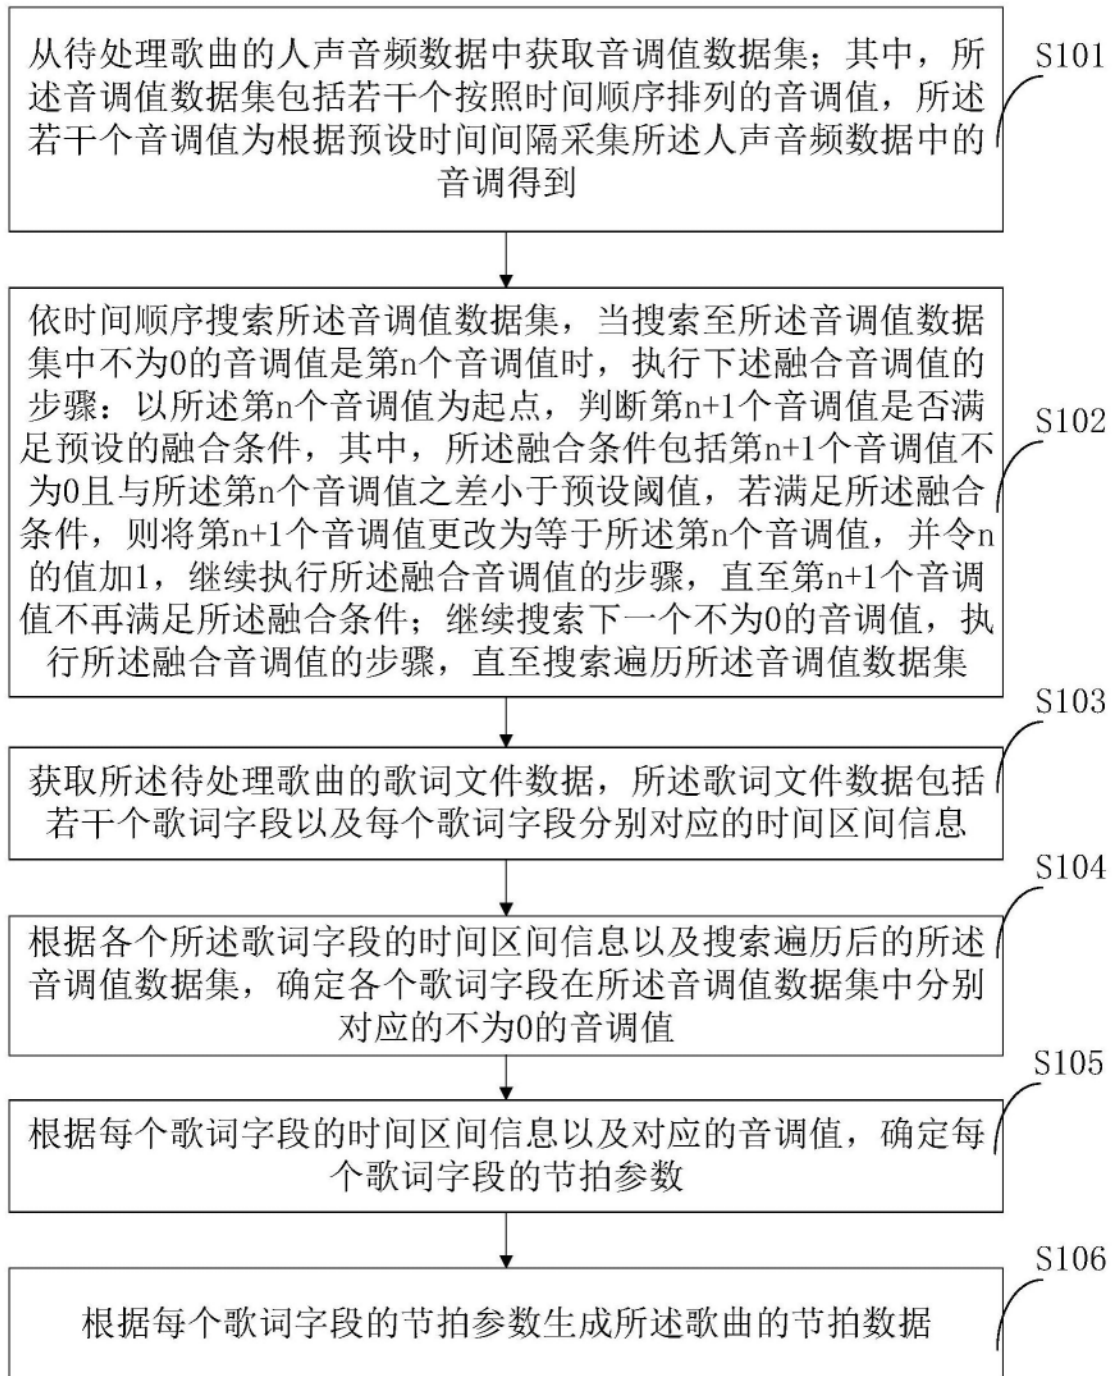 从待处理歌曲的人声音频数据中获取音调值数据集；其中，所
述音调值数据集包括若干个按照时间顺序排列的音调值，所述
若干个音调值为根据预设时间间隔采集所述人声音频数据中的
音调得到
S101
依时间顺序搜索所述音调值数据集，当搜索至所述音调值数据
集中不为0的音调值是第n个音调值时，执行下述融合音调值的
步骤：以所述第n个音调值为起点，判断第n+1个音调值是否满
足预设的融合条件，其中，所述融合条件包括第n+1个音调值不
为0且与所述第n个音调值之差小于预设阈值，若满足所述融合
条件，则将第n+1个音调值更改为等于所述第n个音调值，并令n
的值加1，继续执行所述融合音调值的步骤，直至第n+1个音调
值不再满足所述融合条件；继续搜索下一个不为0的音调值，执
行所述融合音调值的步骤，直至搜索遍历所述音调值数据集
S102
获取所述待处理歌曲的歌词文件数据，所述歌词文件数据包括
若干个歌词字段以及每个歌词字段分别对应的时间区间信息
S103
根据各个所述歌词字段的时间区间信息以及搜索遍历后的所述
音调值数据集，确定各个歌词字段在所述音调值数据集中分别
对应的不为0的音调值
S104
根据每个歌词字段的时间区间信息以及对应的音调值，确定每
个歌词字段的节拍参数
S105
根据每个歌词字段的节拍参数生成所述歌曲的节拍数据
S106